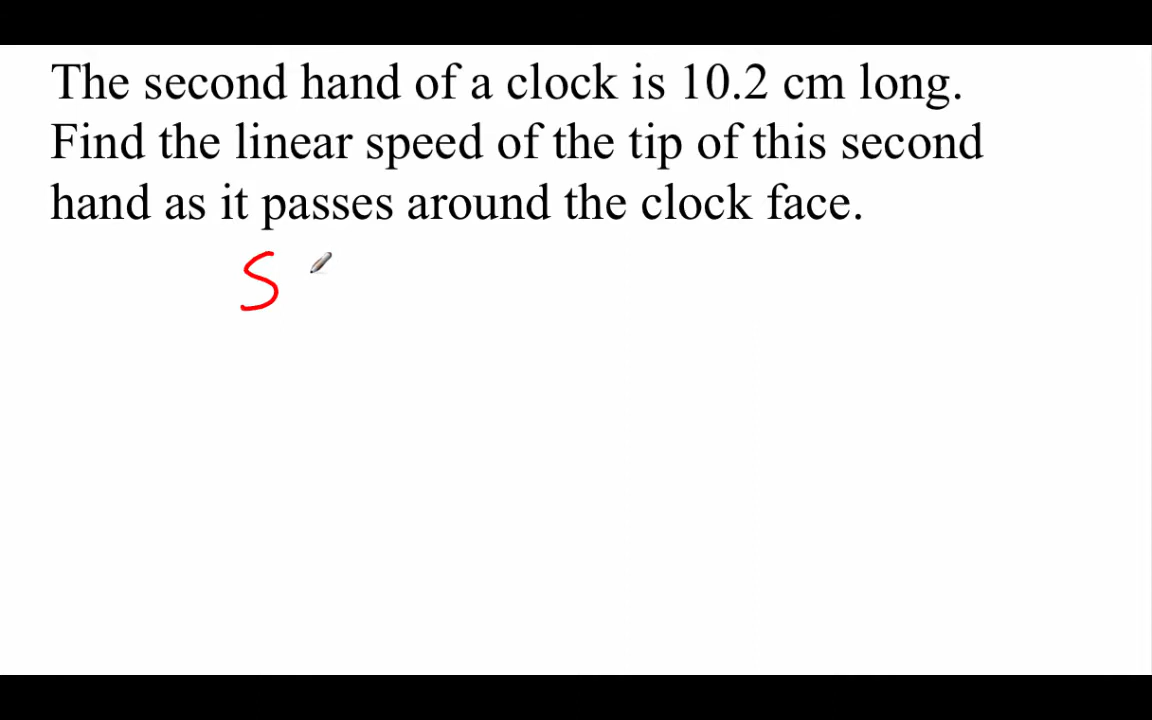 The second hand of a clock is 10.2 cm long.
Find the linear speed of the tip of this second
hand as it passes around the clock face.
S